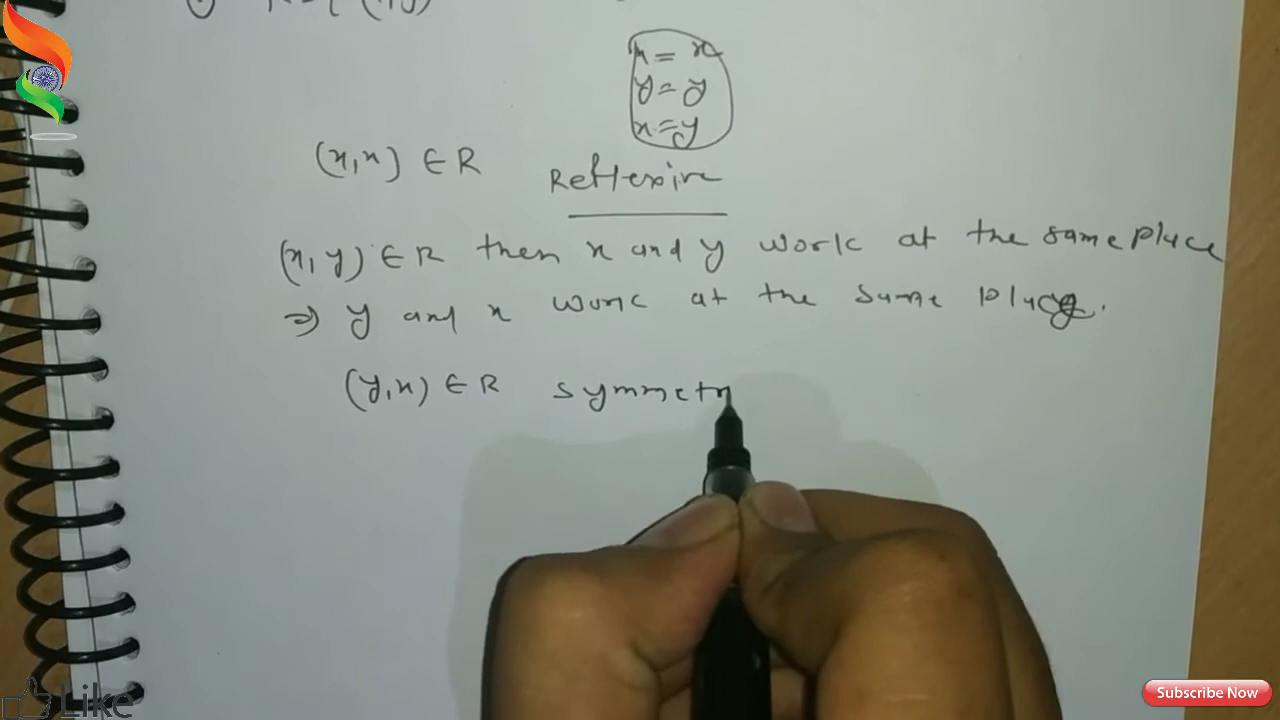 x = x
y = y
x = y
(x,x) ∈ R Reflexive
(x,y) ∈ R then x and y work at the same place
⇒ y and x work at the same place.
(y,x) ∈ R symmetr
Like
Subscribe Now